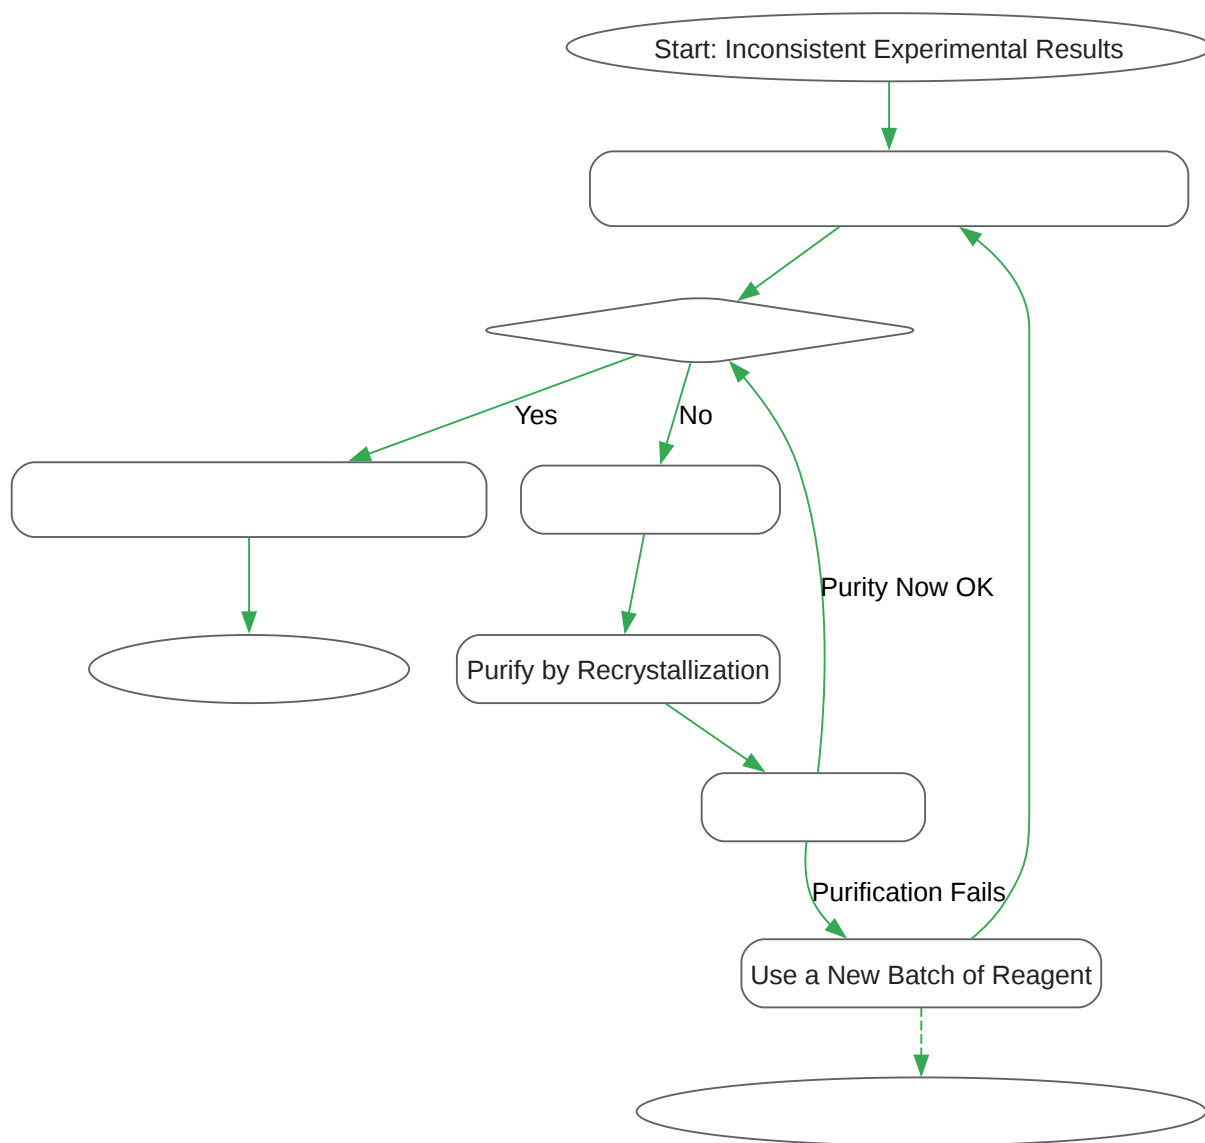 Start: Inconsistent Experimental Results
Yes
No
Purity Now OK
Purify by Recrystallization
Purification Fails
Use a New Batch of Reagent